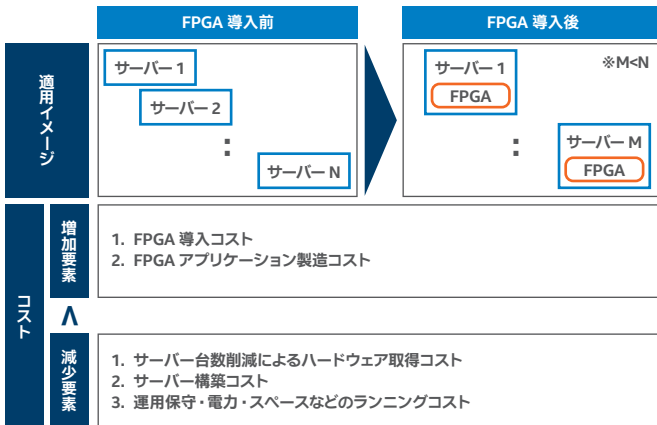 FPGA 導入前
FPGA 導入後
適用イメージ
サーバー 1
サーバー 2
:
サーバー N
サーバー 1
FPGA
※M<N
:
サーバー M
FPGA
コスト
増加要素
1. FPGA 導入コスト
2. FPGA アプリケーション製造コスト
∧
減少要素
1. サーバー台数削減によるハードウェア取得コスト
2. サーバー構築コスト
3. 運用保守・電力・スペースなどのランニングコスト